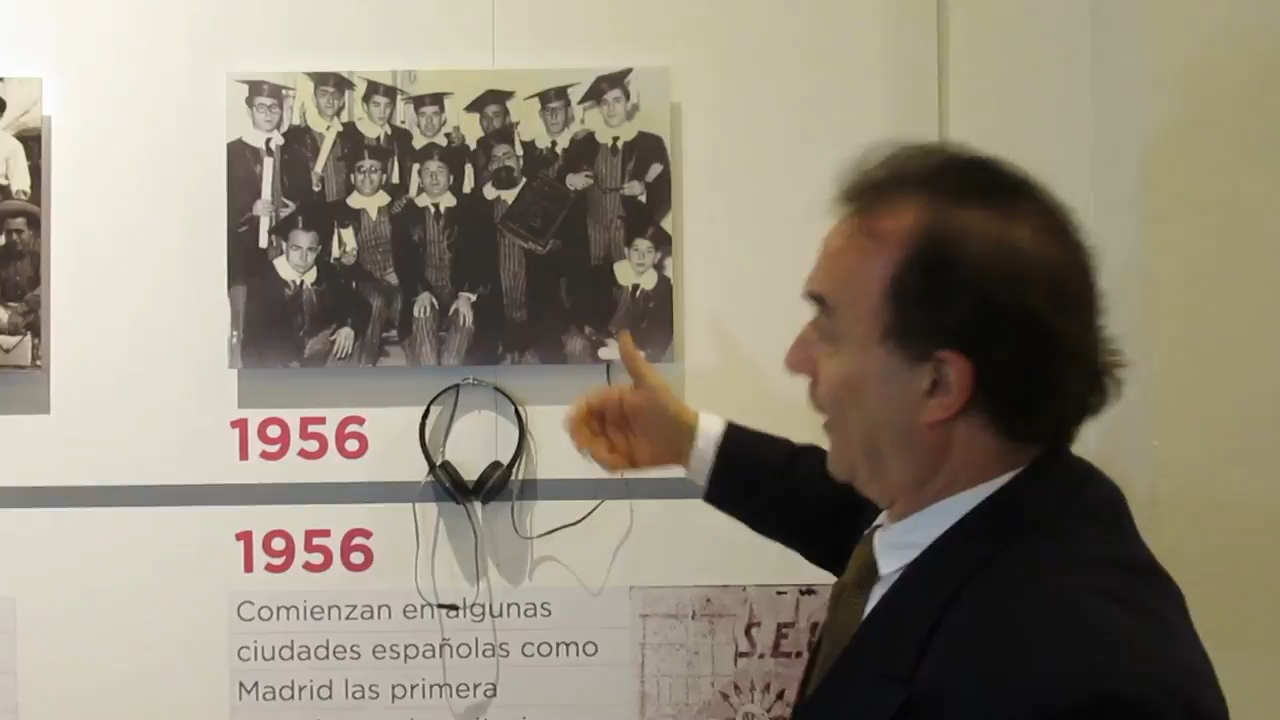 1956
1956
Comienzan en algunas
ciudades españolas como
Madrid las primera
S.E.